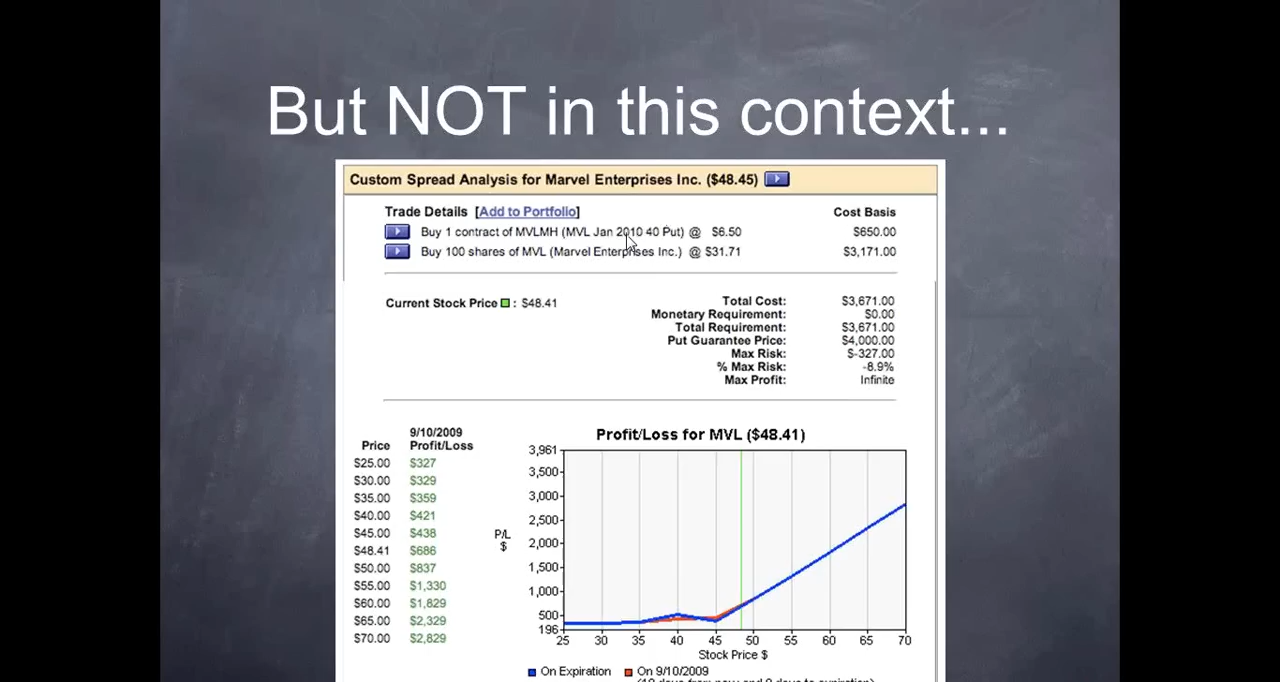 But NOT in this context...
Custom Spread Analysis for Marvel Enterprises Inc. ($48.45)
Trade Details [Add to Portfolio] Cost Basis
Buy 1 contract of MVLMH (MVL Jan 2010 40 Put) @ $6.50 $650.00
Buy 100 shares of MVL (Marvel Enterprises Inc.) @ $31.71 $3,171.00
Current Stock Price : $48.41
Total Cost: $3,671.00
Monetary Requirement: $0.00
Total Requirement: $3,671.00
Put Guarantee Price: $4,000.00
Max Risk: $-327.00
% Max Risk: -8.9%
Max Profit: Infinite
9/10/2009
Price Profit/Loss
$25.00 $327
$30.00 $329
$35.00 $359
$40.00 $421
$45.00 $438
$48.41 $686
$50.00 $837
$55.00 $1,330
$60.00 $1,829
$65.00 $2,329
$70.00 $2,829
Profit/Loss for MVL ($48.41)
3,961
3,500
3,000
2,500
2,000
1,500
1,000
500
196
P/L
$
25 30 35 40 45 50 55 60 65 70
Stock Price $
On Expiration On 9/10/2009